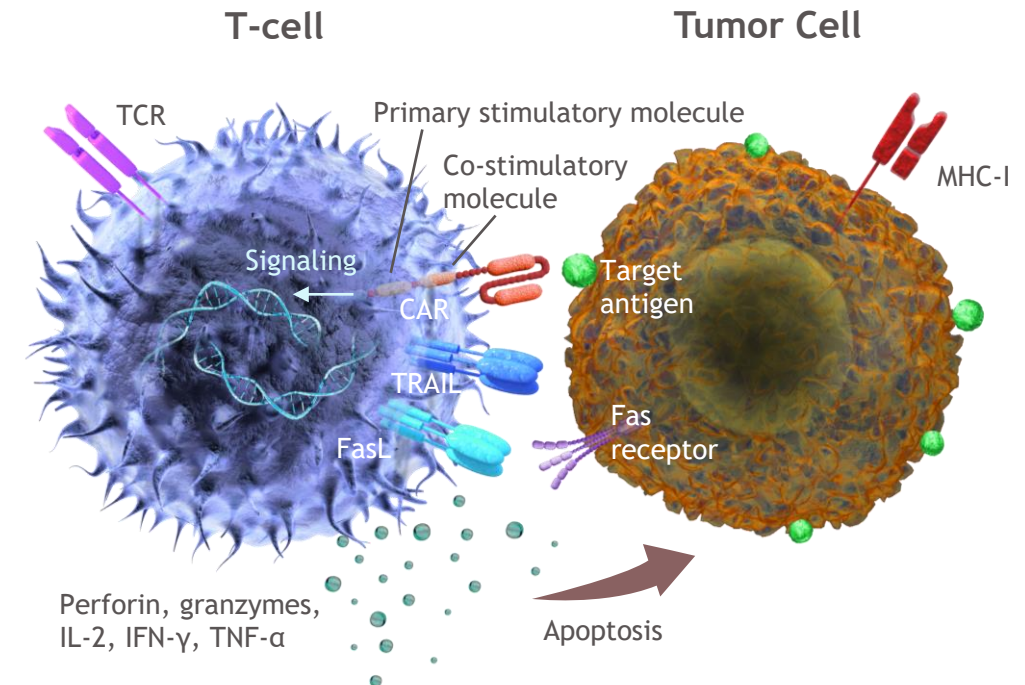 T-cell
Tumor Cell
TCR
Primary stimulatory molecule
Co-stimulatory
molecule
MHC-I
Signaling
CAR
Target
antigen
TRAIL
FasL
Fas
receptor
Perforin, granzymes,
IL-2, IFN-γ, TNF-α
Apoptosis